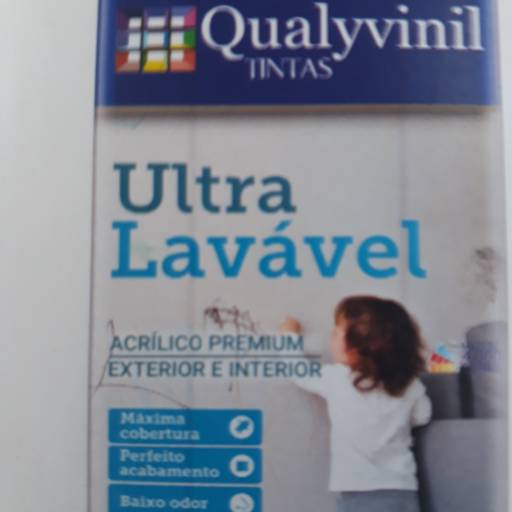 Qualyvinil
TINTAS
Ultra
Lavável
ACRÍLICO PREMIUM
EXTERIOR E INTERIOR
Máxima
cobertura
Perfeito
acabamento
Baixo odor